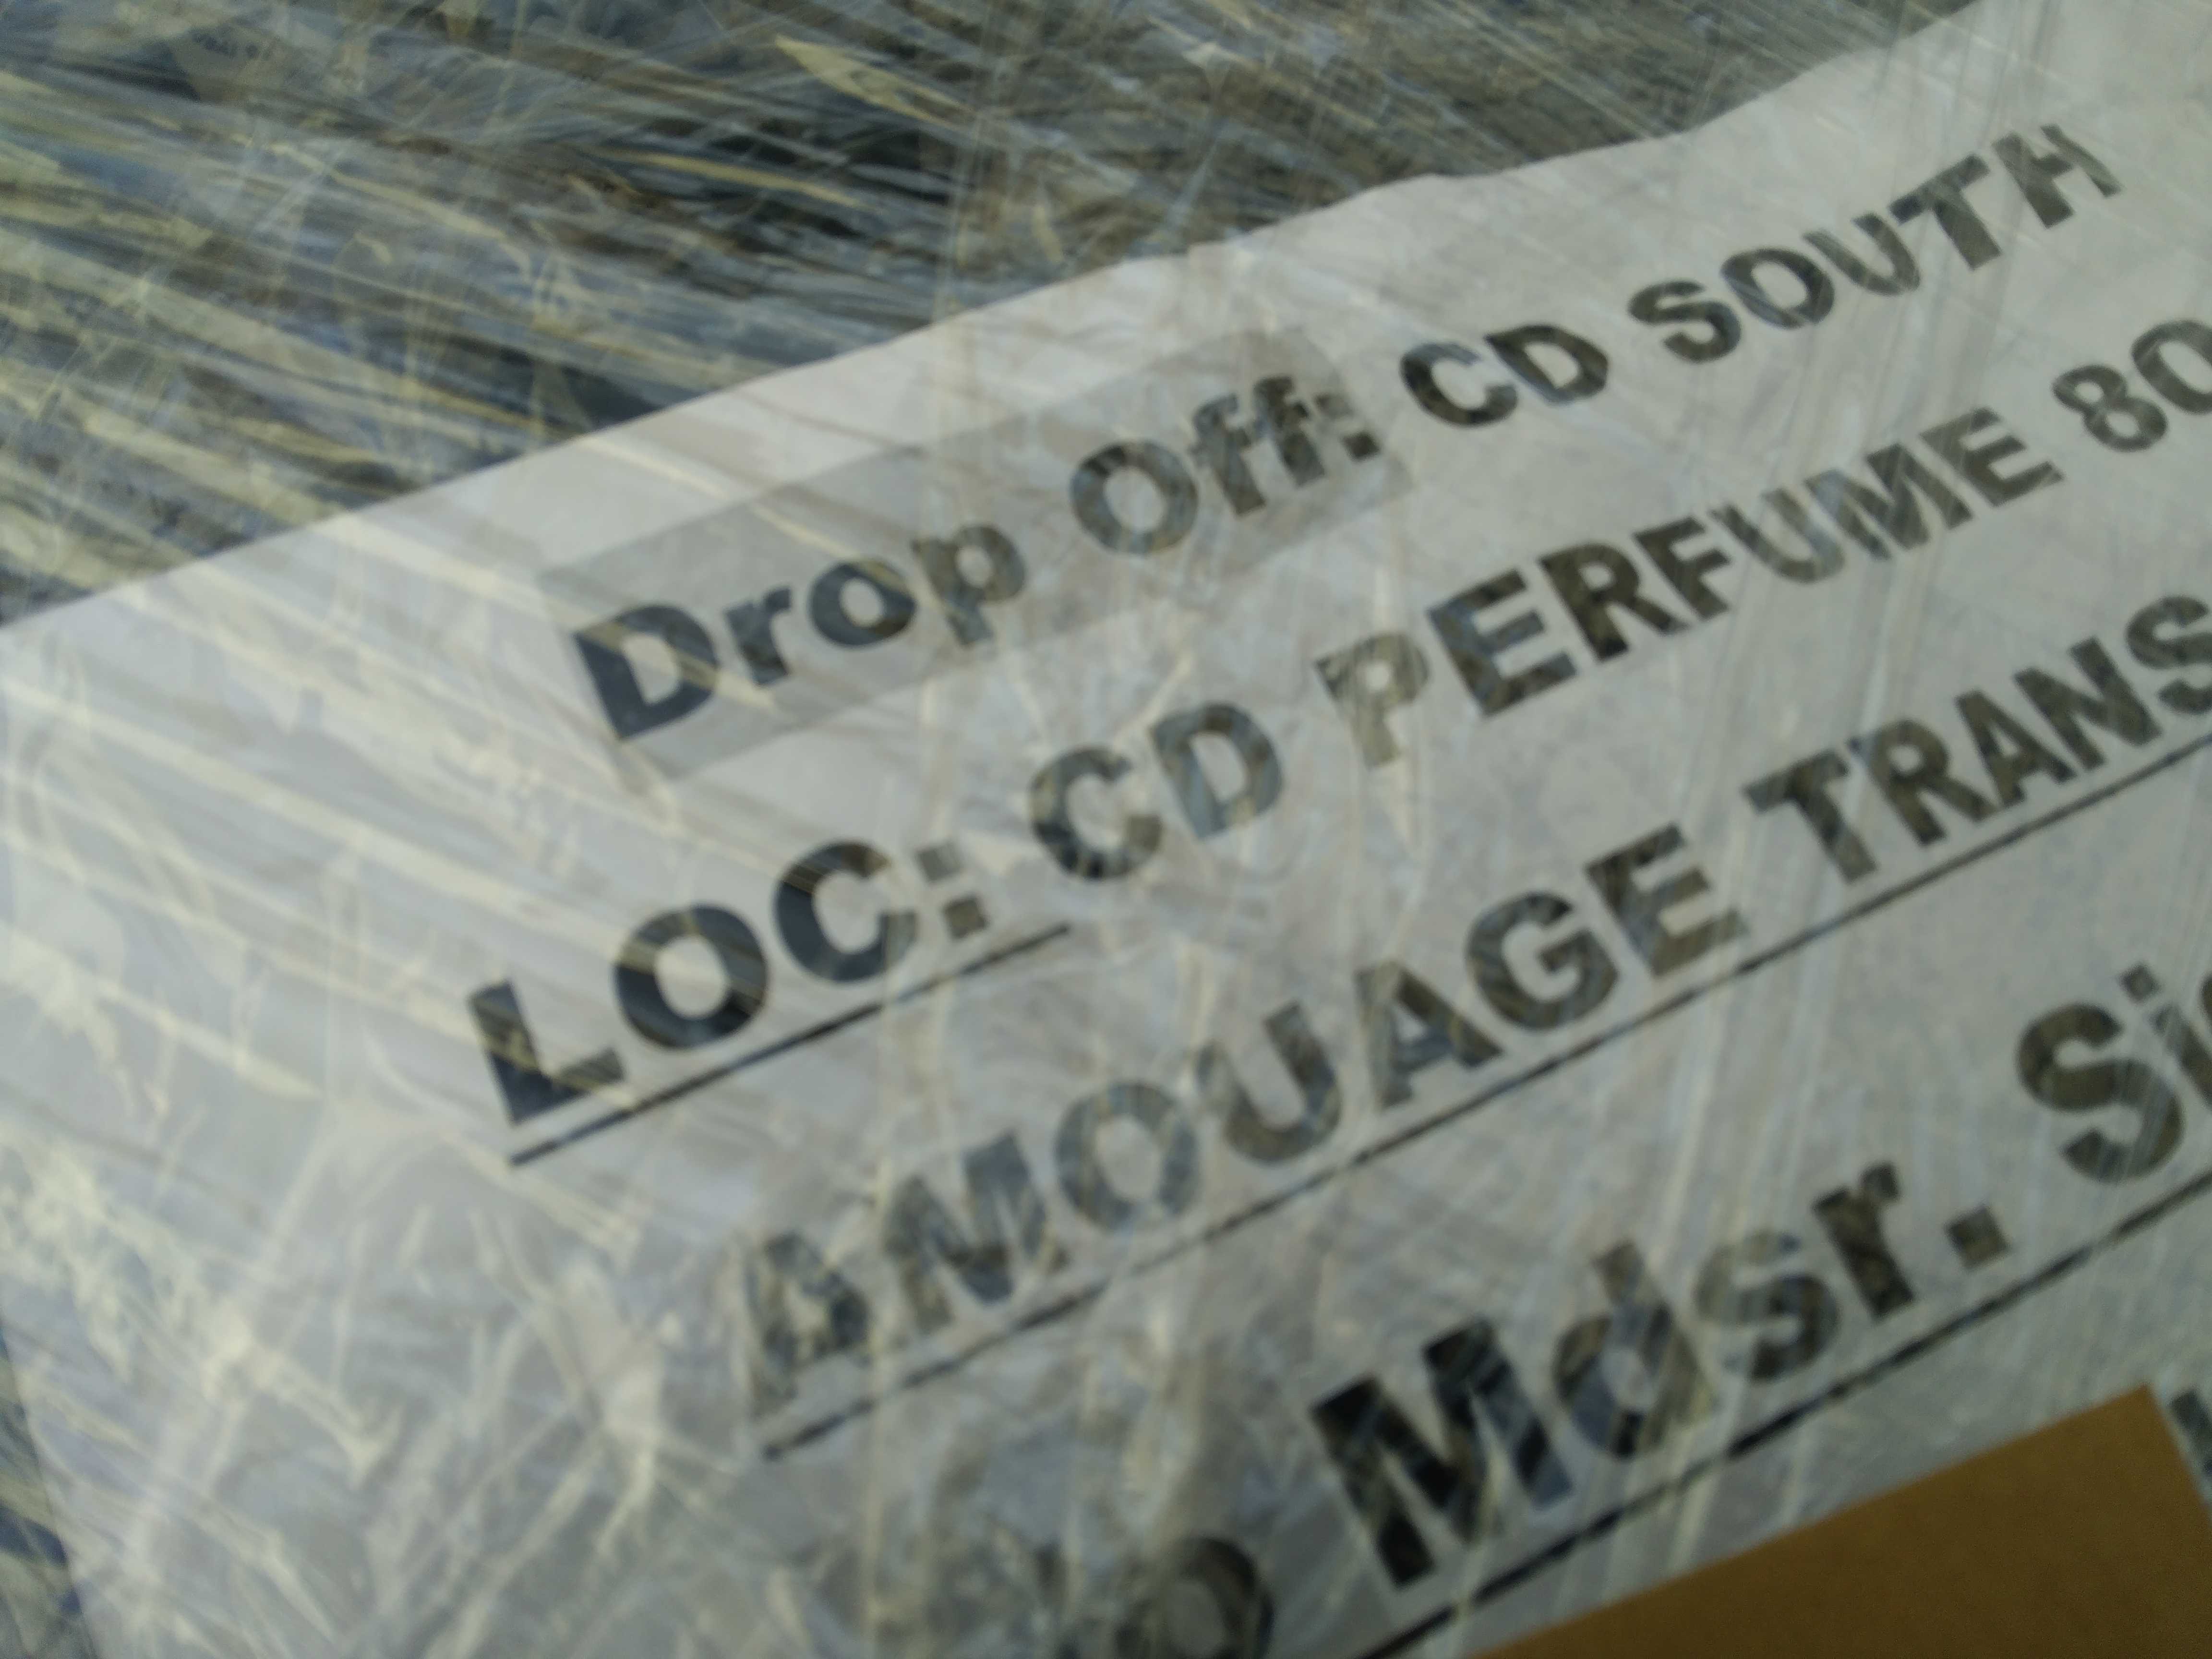 Drop Off: CD SOUTH
LOC: CD PERFUME 80
AMOUAGE TRANS
Mdsr.